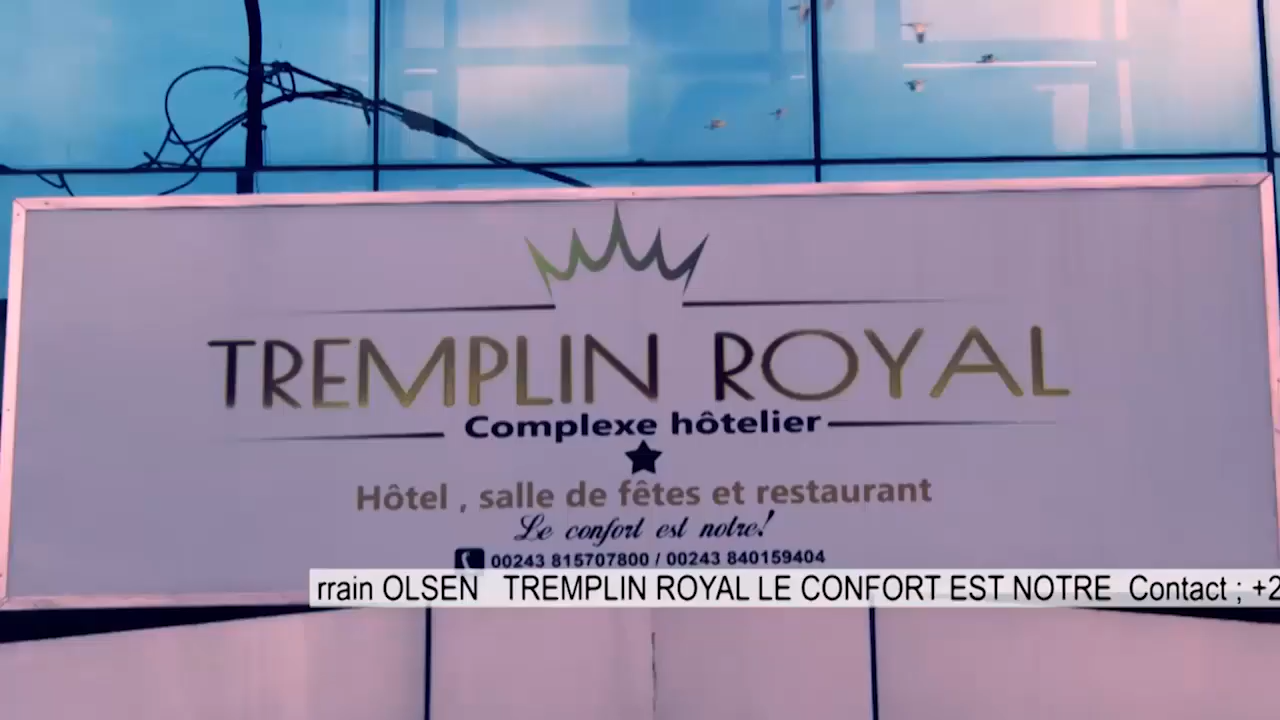 TREMPLIN ROYAL
Complexe hôtelier
Hôtel , salle de fêtes et restaurant
Le confort est notre!
00243 815707800 / 00243 840159404
rrain OLSEN TREMPLIN ROYAL LE CONFORT EST NOTRE Contact ; +2